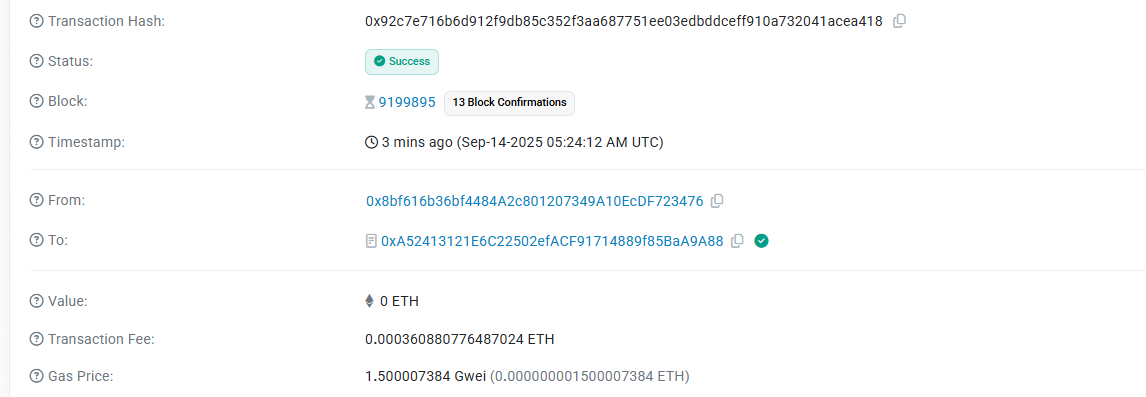 Transaction Hash: 0x92c7e716b6d912f9db85c352f3aa687751ee03edbddceff910a732041acea418
Status: Success
Block: 9199895 13 Block Confirmations
Timestamp: 3 mins ago (Sep-14-2025 05:24:12 AM UTC)
From: 0x8bf616b36bf4484A2c801207349A10EcDF723476
To: 0xA52413121E6C22502efACF91714889f85BaA9A88
Value: 0 ETH
Transaction Fee: 0.000360880776487024 ETH
Gas Price: 1.500007384 Gwei (0.000000001500007384 ETH)